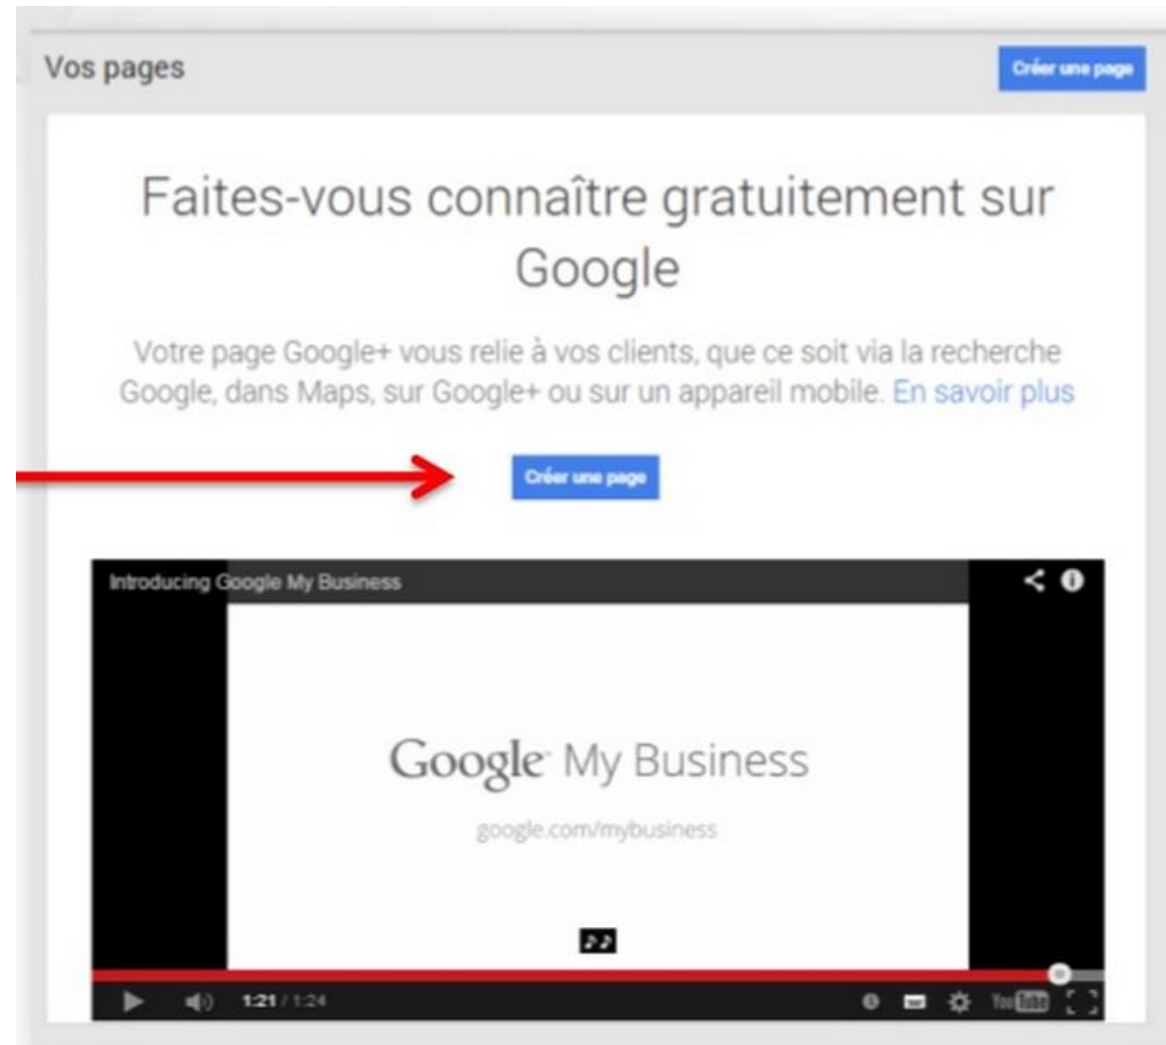 Vos pages
Créer une page
Faites-vous connaître gratuitement sur
Google
Votre page Google+ vous relie à vos clients, que ce soit via la recherche
Google, dans Maps, sur Google+ ou sur un appareil mobile. En savoir plus
Créer une page
Introducing Google My Business
Google My Business
google.com/mybusiness
1:21 / 1:24
YouTube